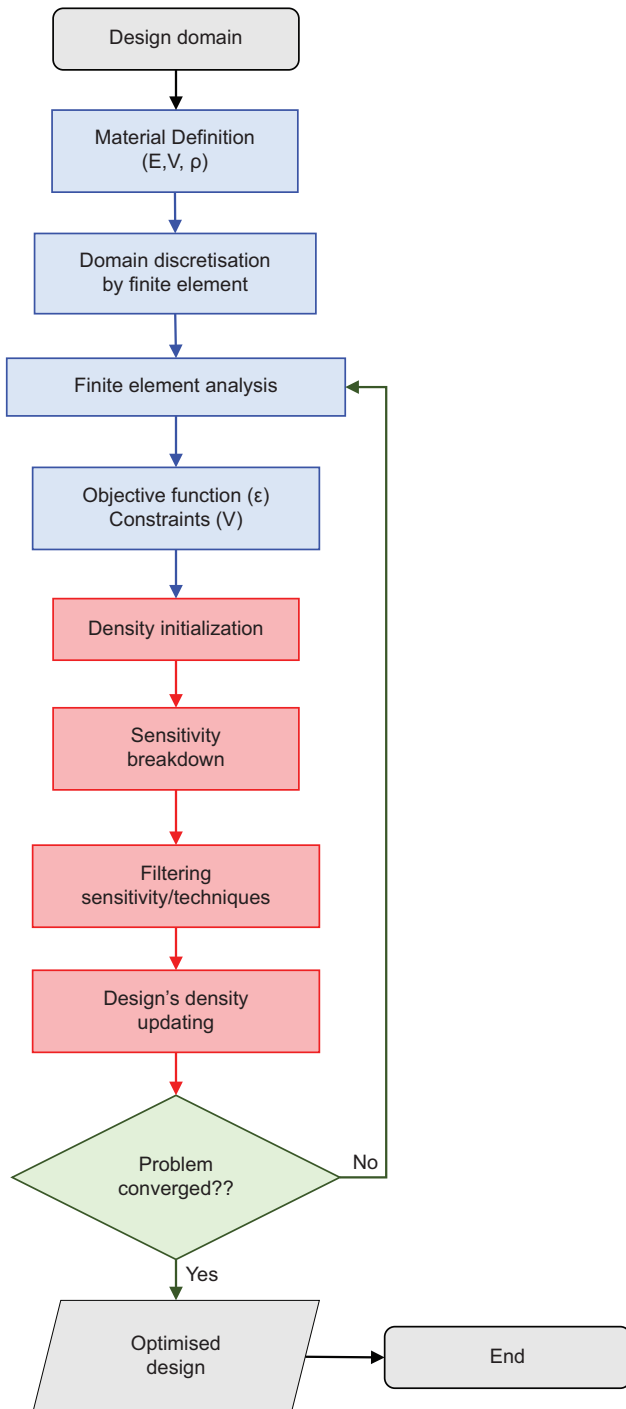 Design domain
Material Definition
(E,V, ρ)
Domain discretisation
by finite element
Finite element analysis
Objective function (ε)
Constraints (V)
Density initialization
Sensitivity
breakdown
Filtering
sensitivity/techniques
Design’s density
updating
Problem
converged??
No
Yes
Optimised
design
End